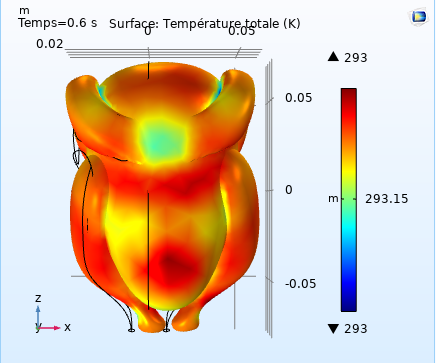 m
Temps=0.6 s Surface: Température totale (K)
0.02 0 0.05
▲ 293
0.05
0
m 293.15
-0.05
z
y x
▼ 293